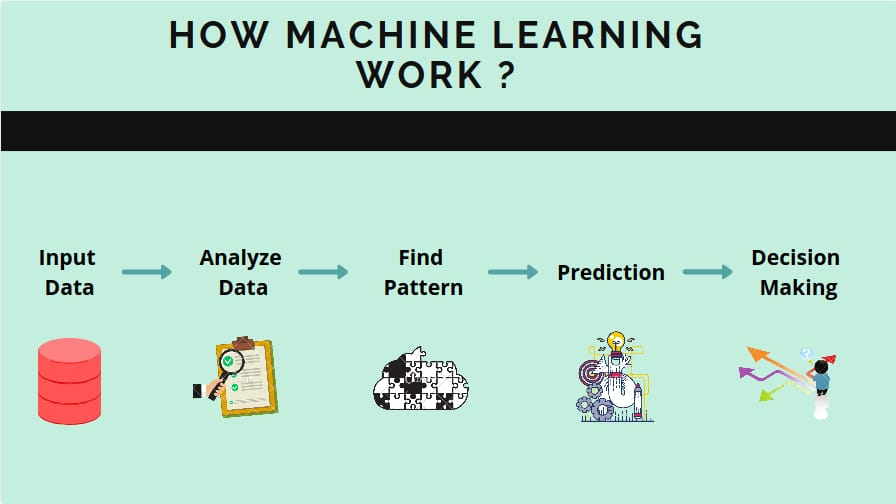 HOW MACHINE LEARNING
WORK ?
Input
Data
Analyze
Data
Find
Pattern
Prediction
Decision
Making